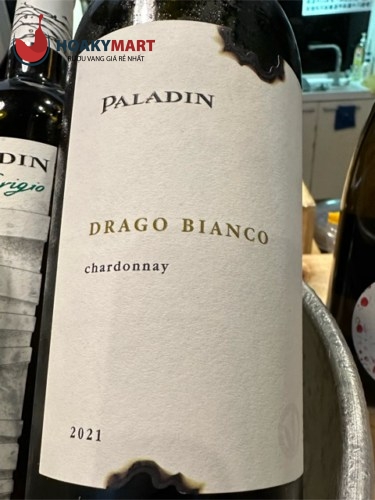 HOAKYMART
RƯỢU VANG GIÁ RẺ NHẤT
PALADIN
DRAGO BIANCO
chardonnay
2021
DIN
rigio